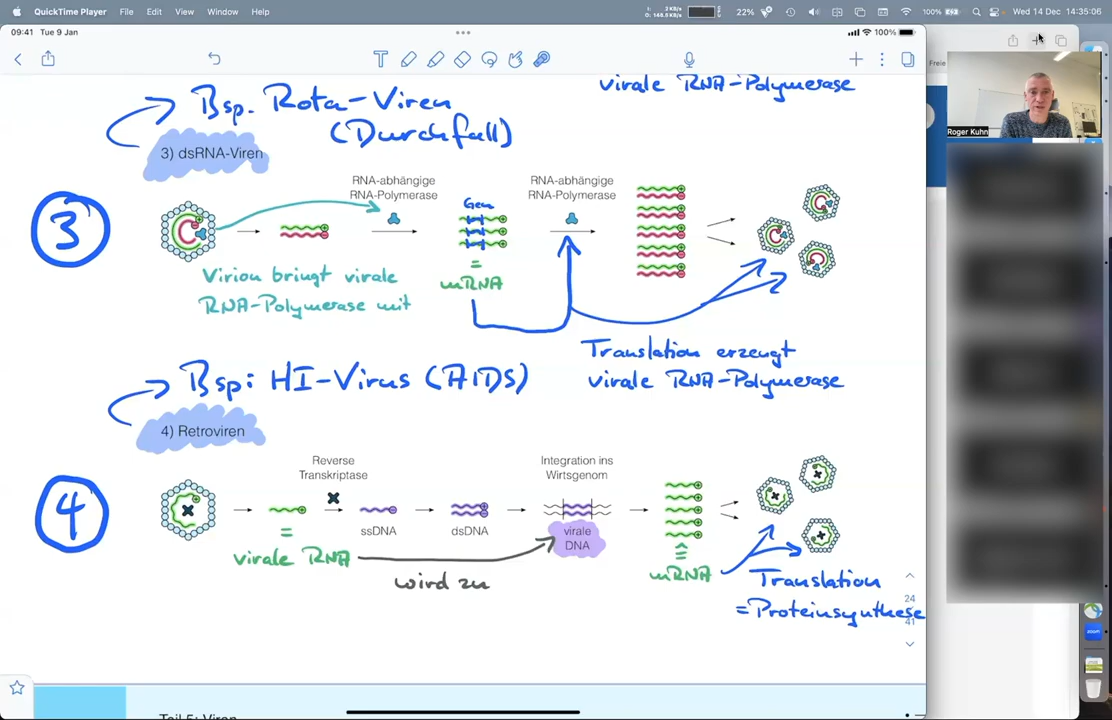 QuickTime Player File Edit View Window Help
22% 100% Wed 14 Dec 14:35:06
09:41 Tue 9 Jan 100%
virale RNA-Polymerase
Bsp. Rota-Viren
(Durchfall)
3) dsRNA-Viren
Roger Kuhn
3
RNA-abhängige
RNA-Polymerase
Gen
RNA-abhängige
RNA-Polymerase
Virion bringt virale
RNA-Polymerase mit
=
mRNA
Translation erzeugt
virale RNA-Polymerase
Bsp: HI-Virus (AIDS)
4) Retroviren
4
Reverse
Transkriptase
Integration ins
Wirtsgenom
ssDNA
dsDNA
virale
DNA
=
virale RNA
wird zu
mRNA
Translation
=Proteinsynthese
24
41
zoom
Teil 5: Viren